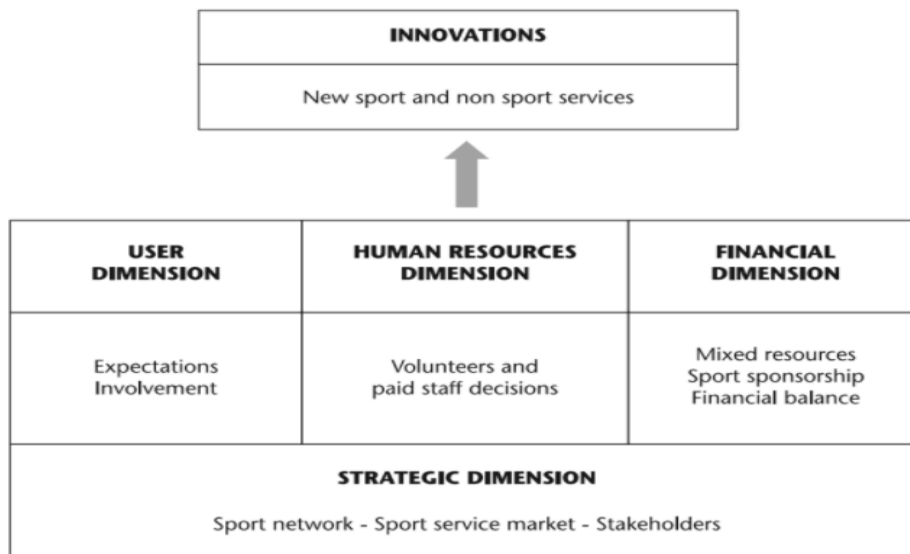 INNOVATIONS
New sport and non sport services
USER
DIMENSION
HUMAN RESOURCES
DIMENSION
FINANCIAL
DIMENSION
Expectations
Involvement
Volunteers and
paid staff decisions
Mixed resources
Sport sponsorship
Financial balance
STRATEGIC DIMENSION
Sport network - Sport service market - Stakeholders